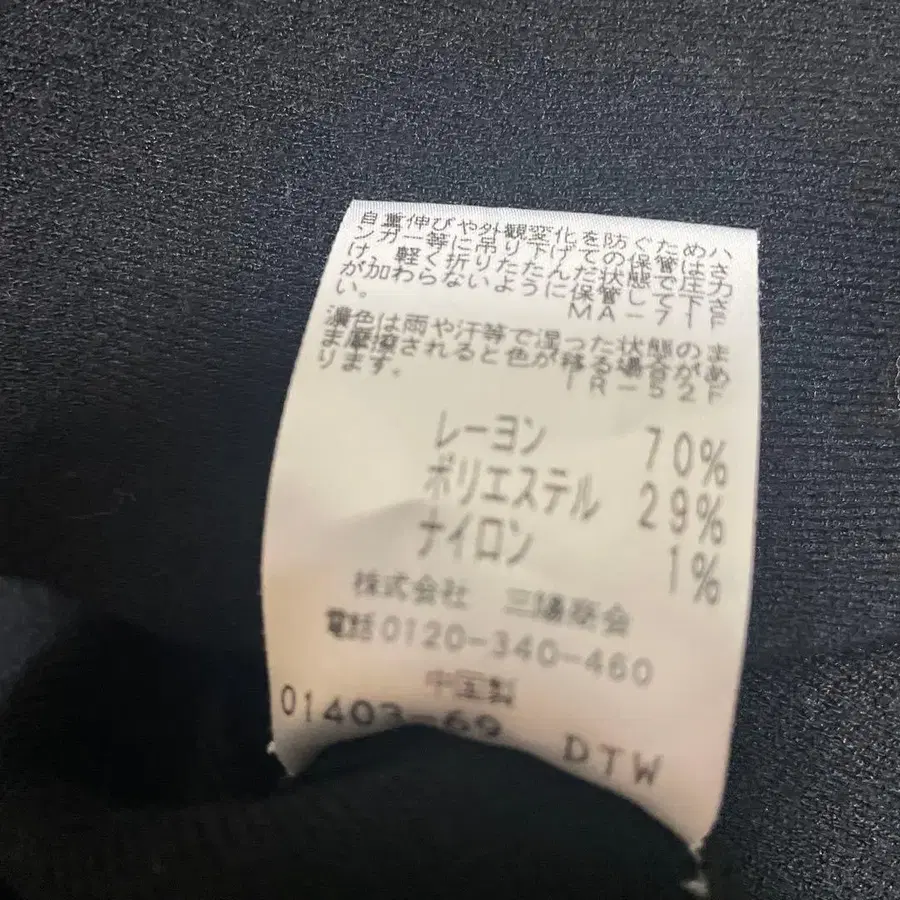 自重伸びや外観変化を防ぐためハ
ンガー等に吊り下げての保管はさ
け、軽く折りたたんだ状態で圧力
が加わらないように保管して下さ
い。 MA-71F
濃色は雨や汗等で湿った状態のま
ま摩擦されると色が移る場合があ
ります。 IR-52F
レーヨン 70%
ポリエステル 29%
ナイロン 1%
株式会社 三陽商会
電話0120-340-460
中国製
01403-69 DTW